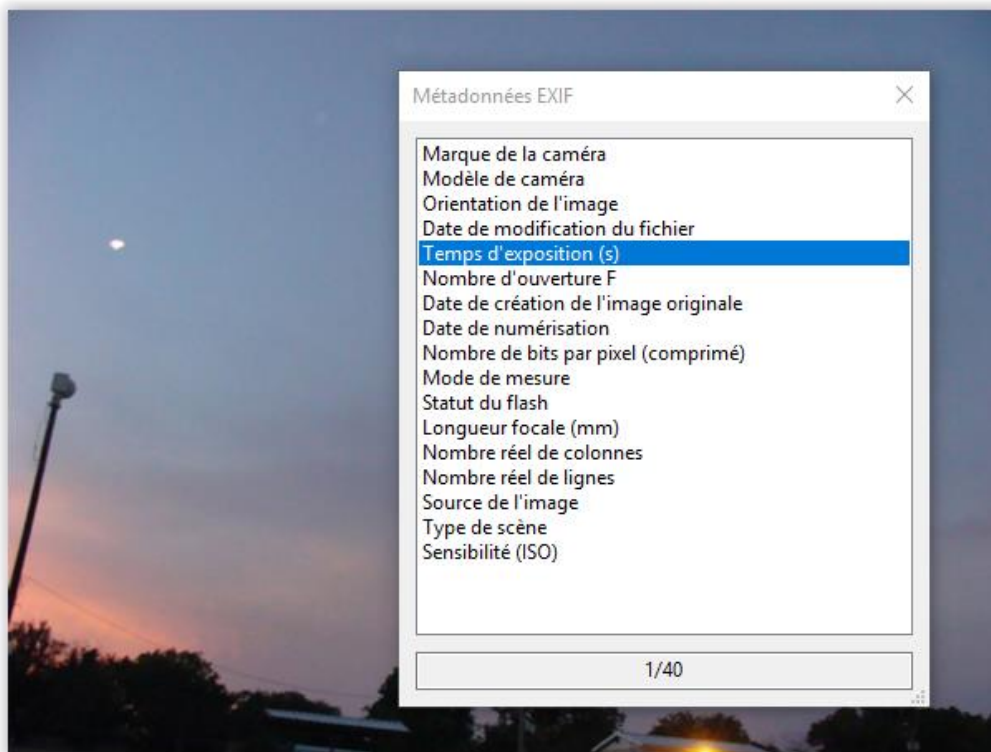 Métadonnées EXIF
Marque de la caméra
Modèle de caméra
Orientation de l'image
Date de modification du fichier
Temps d'exposition (s)
Nombre d'ouverture F
Date de création de l'image originale
Date de numérisation
Nombre de bits par pixel (comprimé)
Mode de mesure
Statut du flash
Longueur focale (mm)
Nombre réel de colonnes
Nombre réel de lignes
Source de l'image
Type de scène
Sensibilité (ISO)
1/40